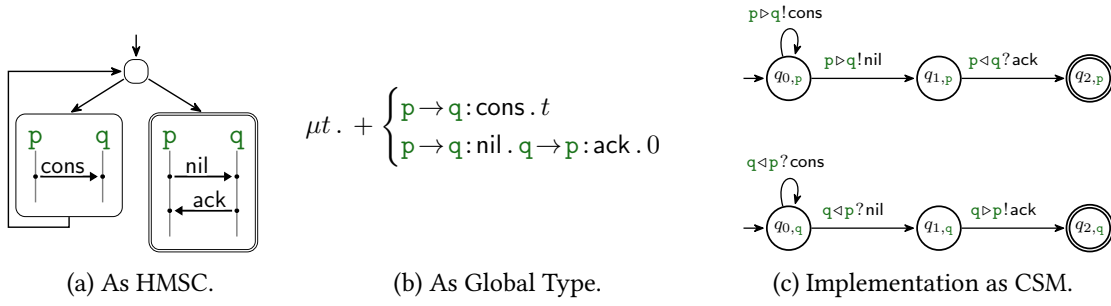 p q
cons
p q
nil
ack
(a) As HMSC.
μt . + { p→q:cons . t
p→q:nil . q→p:ack . 0
(b) As Global Type.
p▹q!cons
q₀,p p▹q!nil q₁,p p◃q?ack q₂,p
q◃p?cons
q₀,q q◃p?nil q₁,q q▹p!ack q₂,q
(c) Implementation as CSM.